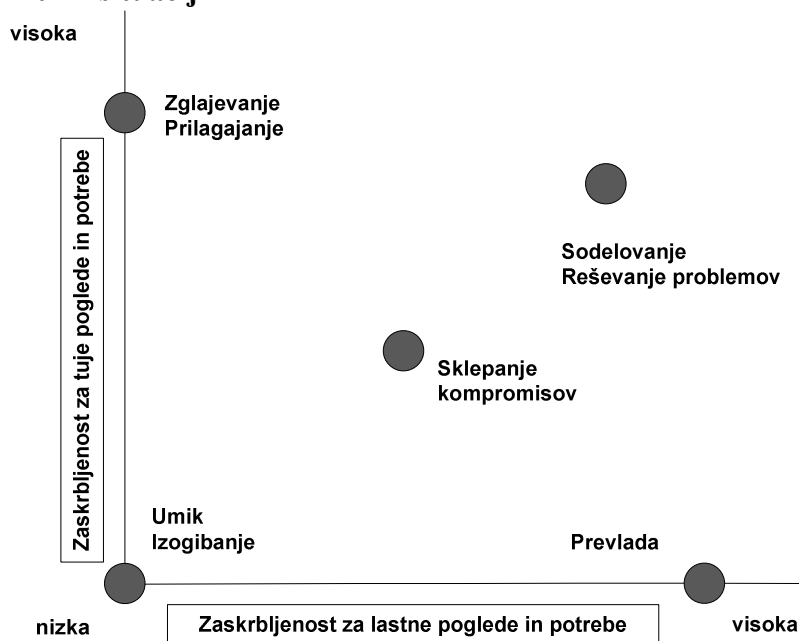 visoka
Zglajevanje
Prilagajanje
Zaskrbljenost za tuje poglede in potrebe
Sodelovanje
Reševanje problemov
Sklepanje
kompromisov
Umik
Izogibanje
Prevlada
nizka
Zaskrbljenost za lastne poglede in potrebe
visoka